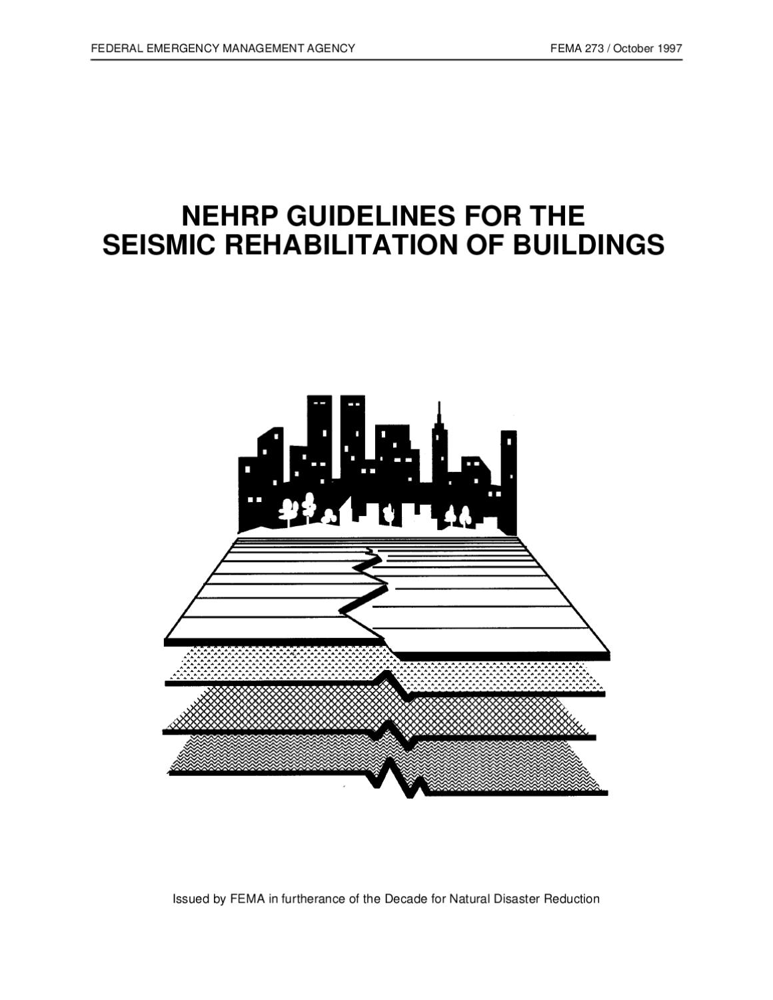 FEDERAL EMERGENCY MANAGEMENT AGENCY FEMA 273 / October 1997
NEHRP GUIDELINES FOR THE
SEISMIC REHABILITATION OF BUILDINGS
Issued by FEMA in furtherance of the Decade for Natural Disaster Reduction